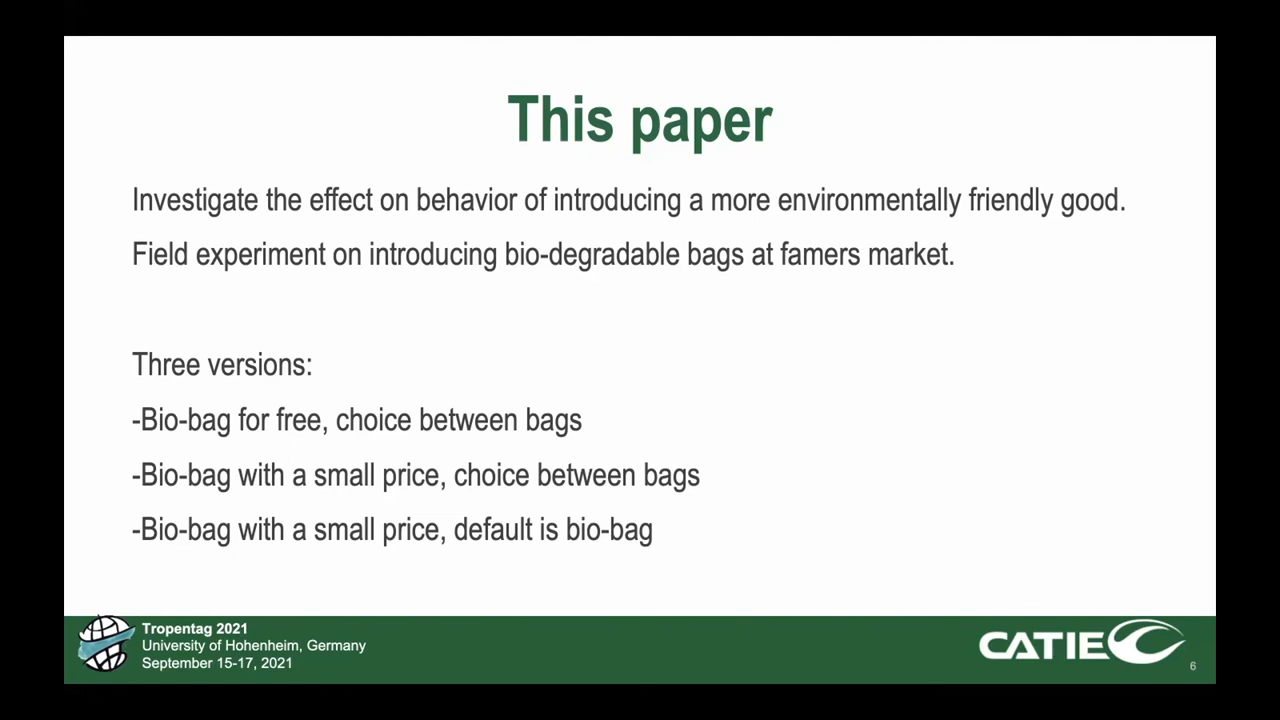 This paper
Investigate the effect on behavior of introducing a more environmentally friendly good.
Field experiment on introducing bio-degradable bags at famers market.
Three versions:
-Bio-bag for free, choice between bags
-Bio-bag with a small price, choice between bags
-Bio-bag with a small price, default is bio-bag
Tropentag 2021
University of Hohenheim, Germany
September 15-17, 2021
CATIE
6